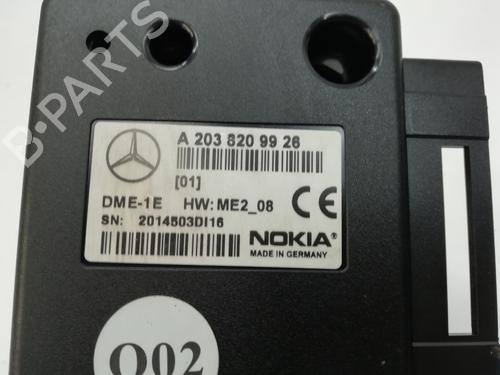 B-PARTS
A 203 820 99 26
[01]
DME-1E HW: ME2_08
SN: 2014503DI16
CE
NOKIA
MADE IN GERMANY
Q02